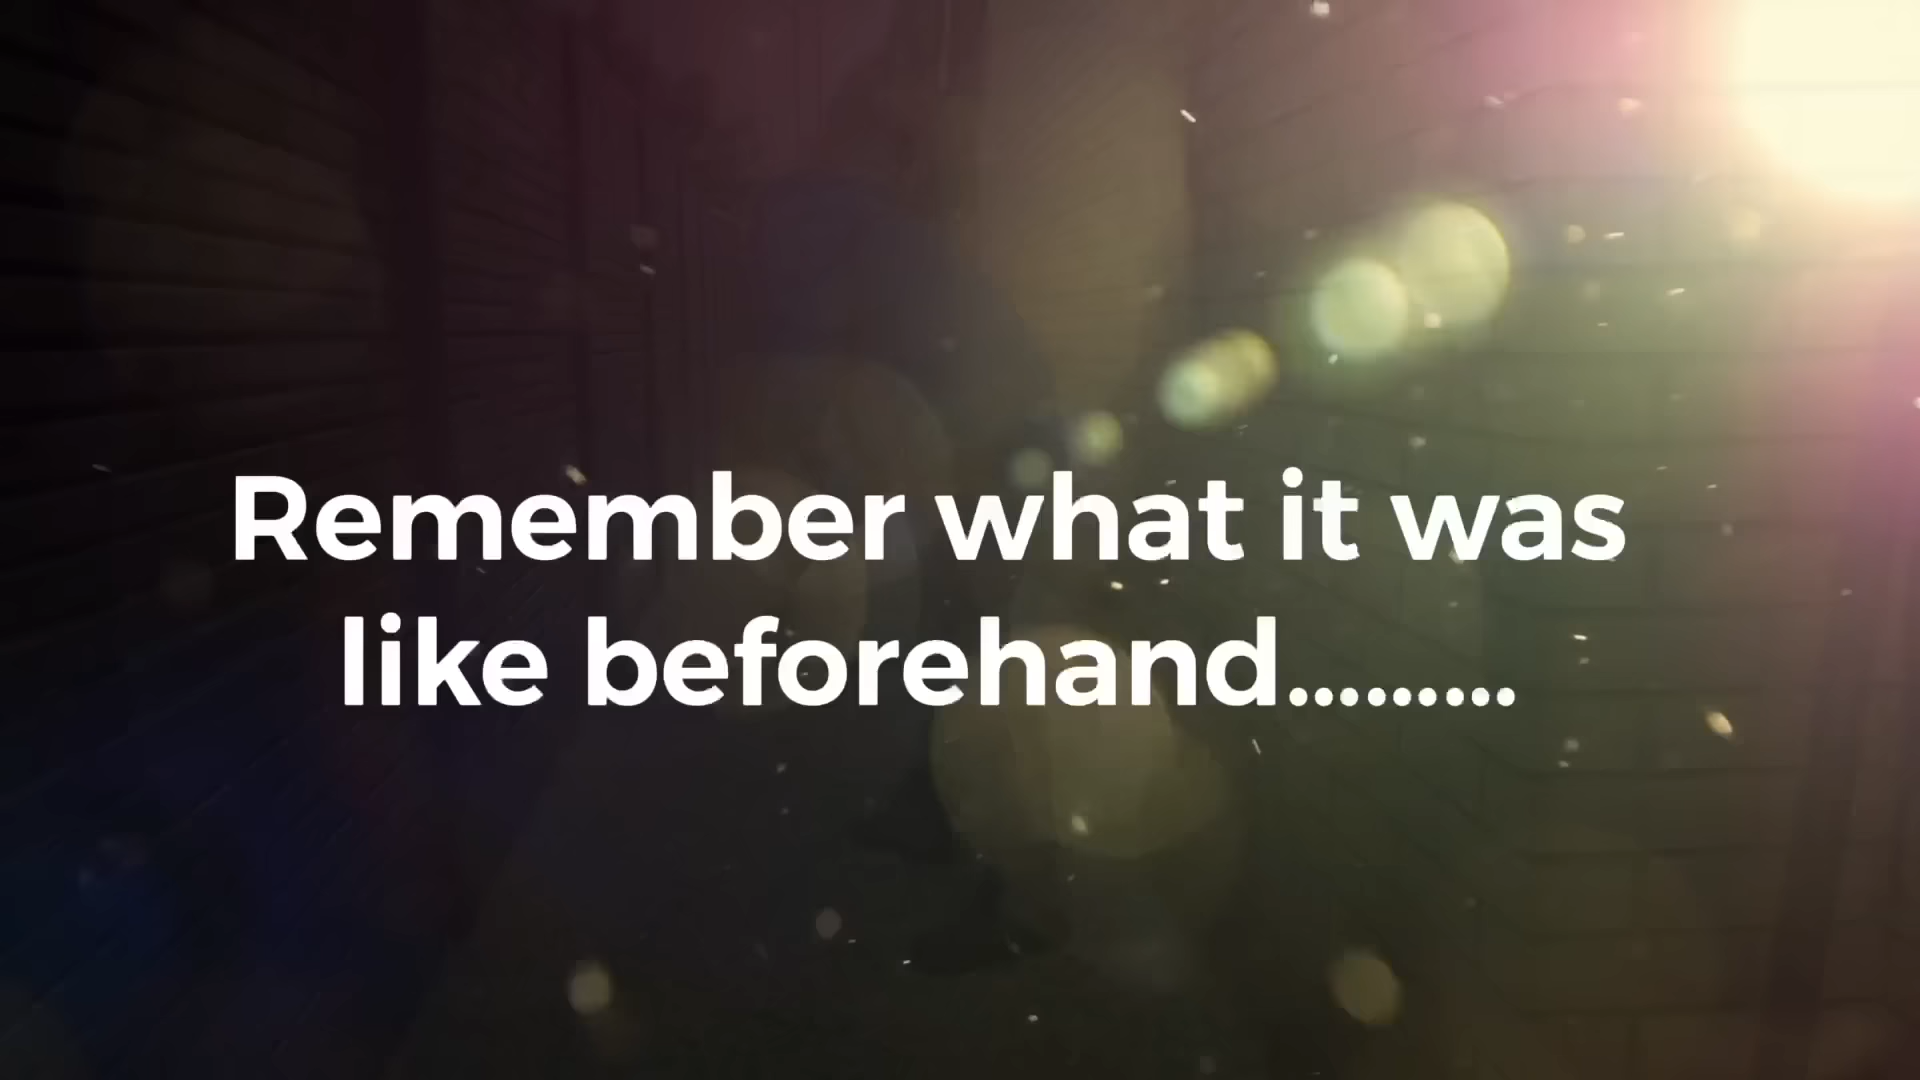 Remember what it was
like beforehand.........